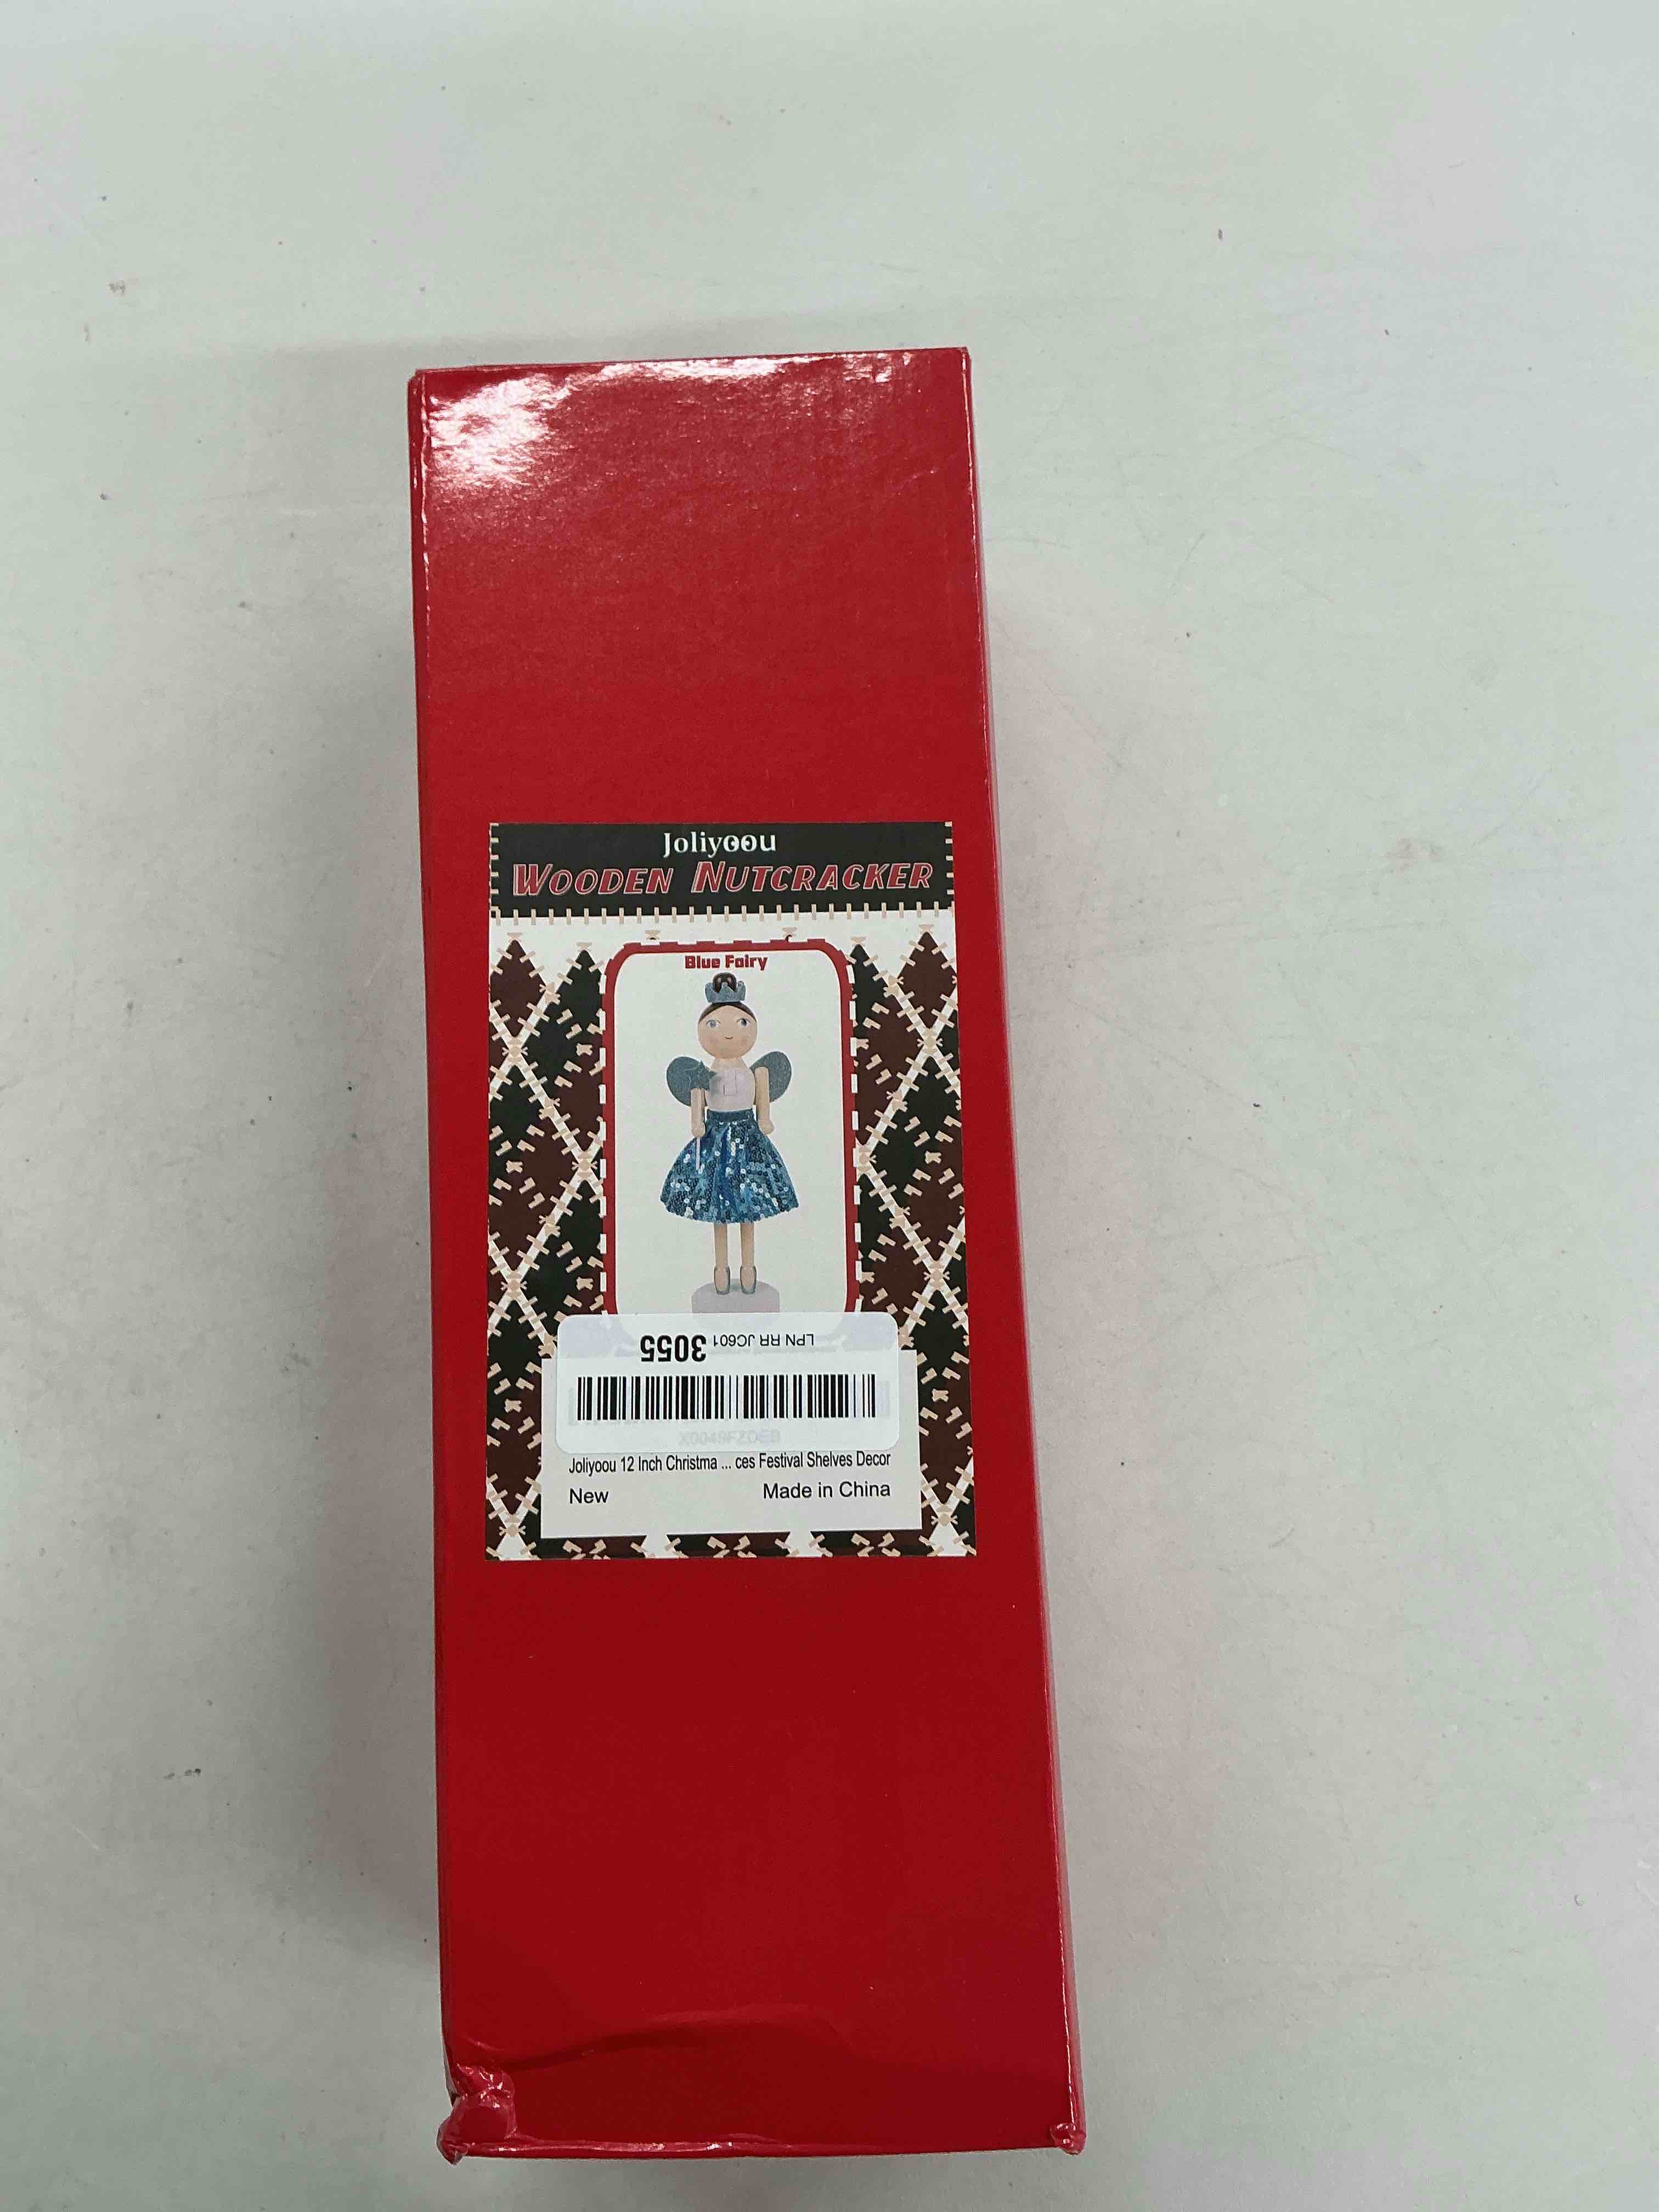 Joliyoou
WOODEN NUTCRACKER
Blue Fairy
LPN RR JC601 3055
Joliyoou 12 Inch Christma ... ces Festival Shelves Decor
New
Made in China